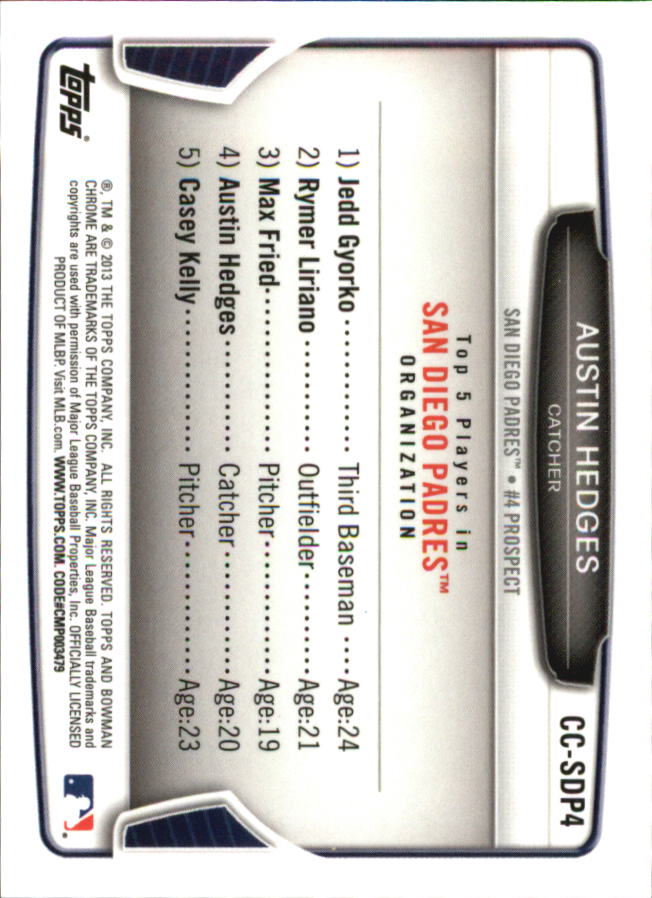 CC-SDP4
AUSTIN HEDGES
CATCHER
SAN DIEGO PADRES™ • #4 PROSPECT
Top 5 Players in
SAN DIEGO PADRES™
ORGANIZATION
1) Jedd Gyorko .......... Third Baseman .... Age:24
2) Rymer Liriano ............ Outfielder .......... Age:21
3) Max Fried ................ Pitcher ............. Age:19
4) Austin Hedges ........... Catcher ............ Age:20
5) Casey Kelly .............. Pitcher ............. Age:23
®, TM & © 2013 THE TOPPS COMPANY, INC. ALL RIGHTS RESERVED. TOPPS AND BOWMAN
CHROME ARE TRADEMARKS OF THE TOPPS COMPANY, INC. Major League Baseball trademarks and
copyrights are used with permission of Major League Baseball Properties, Inc. OFFICIALLY LICENSED
PRODUCT OF MLBP. Visit MLB.com. WWW.TOPPS.COM. CODE#CMP003479
topps®